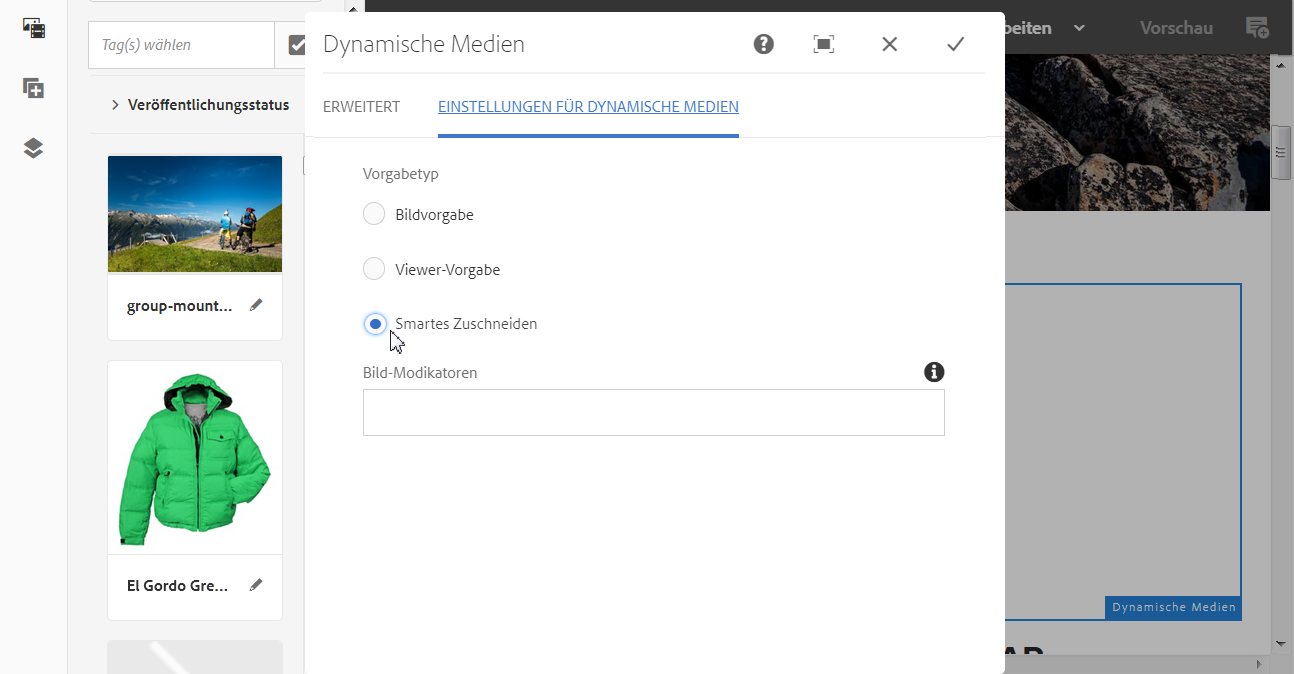 Tag(s) wählen
Veröffentlichungsstatus
group-mount...
El Gordo Gre...
Dynamische Medien
ERWEITERT
EINSTELLUNGEN FÜR DYNAMISCHE MEDIEN
Vorgabetyp
Bildvorgabe
Viewer-Vorgabe
Smartes Zuschneiden
Bild-Modikatoren
Vorschau
Dynamische Medien